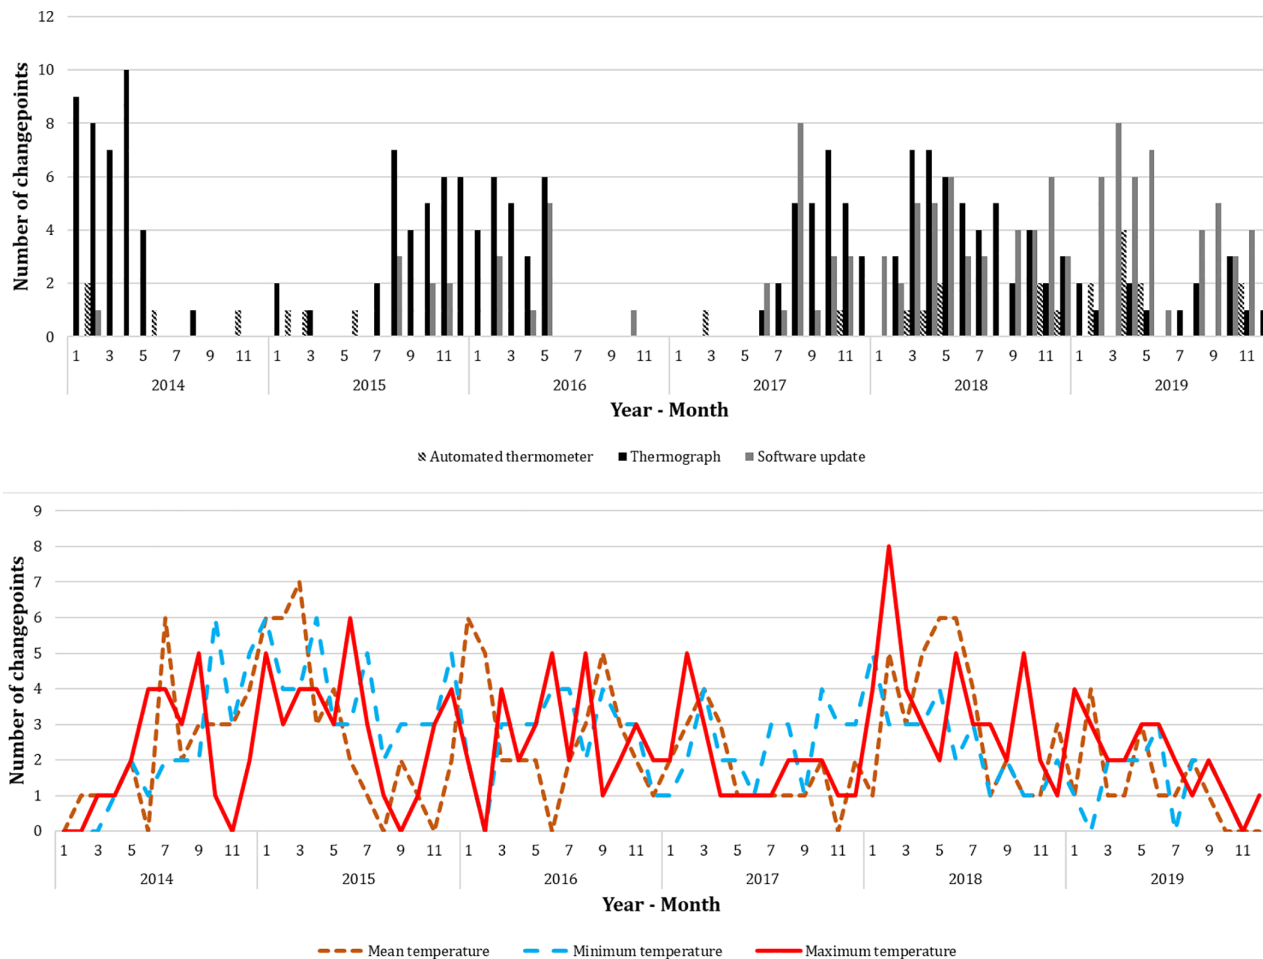 12
10
8
6
4
2
0
Number of changepoints
1 3 5 7 9 11 1 3 5 7 9 11 1 3 5 7 9 11 1 3 5 7 9 11 1 3 5 7 9 11 1 3 5 7 9 11
2014 2015 2016 2017 2018 2019
Year - Month
Automated thermometer Thermograph Software update
9
8
7
6
5
4
3
2
1
0
Number of changepoints
1 3 5 7 9 11 1 3 5 7 9 11 1 3 5 7 9 11 1 3 5 7 9 11 1 3 5 7 9 11 1 3 5 7 9 11
2014 2015 2016 2017 2018 2019
Year - Month
Mean temperature Minimum temperature Maximum temperature